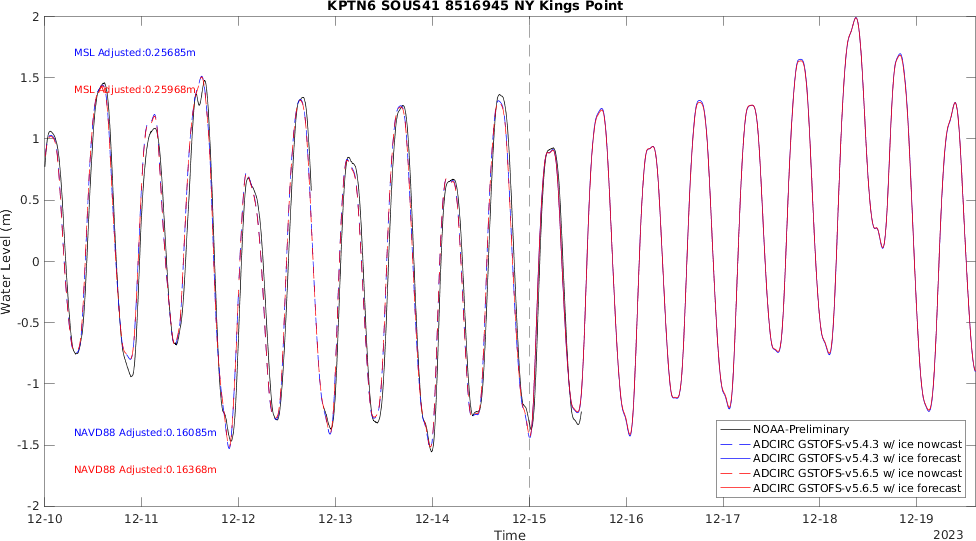 KPTN6 SOUS41 8516945 NY Kings Point
2
1.5
1
0.5
0
-0.5
-1
-1.5
-2
Water Level (m)
MSL Adjusted:0.25685m
MSL Adjusted:0.25968m
NAVD88 Adjusted:0.16085m
NAVD88 Adjusted:0.16368m
NOAA-Preliminary
ADCIRC GSTOFS-v5.4.3 w/ ice nowcast
ADCIRC GSTOFS-v5.4.3 w/ ice forecast
ADCIRC GSTOFS-v5.6.5 w/ ice nowcast
ADCIRC GSTOFS-v5.6.5 w/ ice forecast
12-10 12-11 12-12 12-13 12-14 12-15 12-16 12-17 12-18 12-19
Time
2023